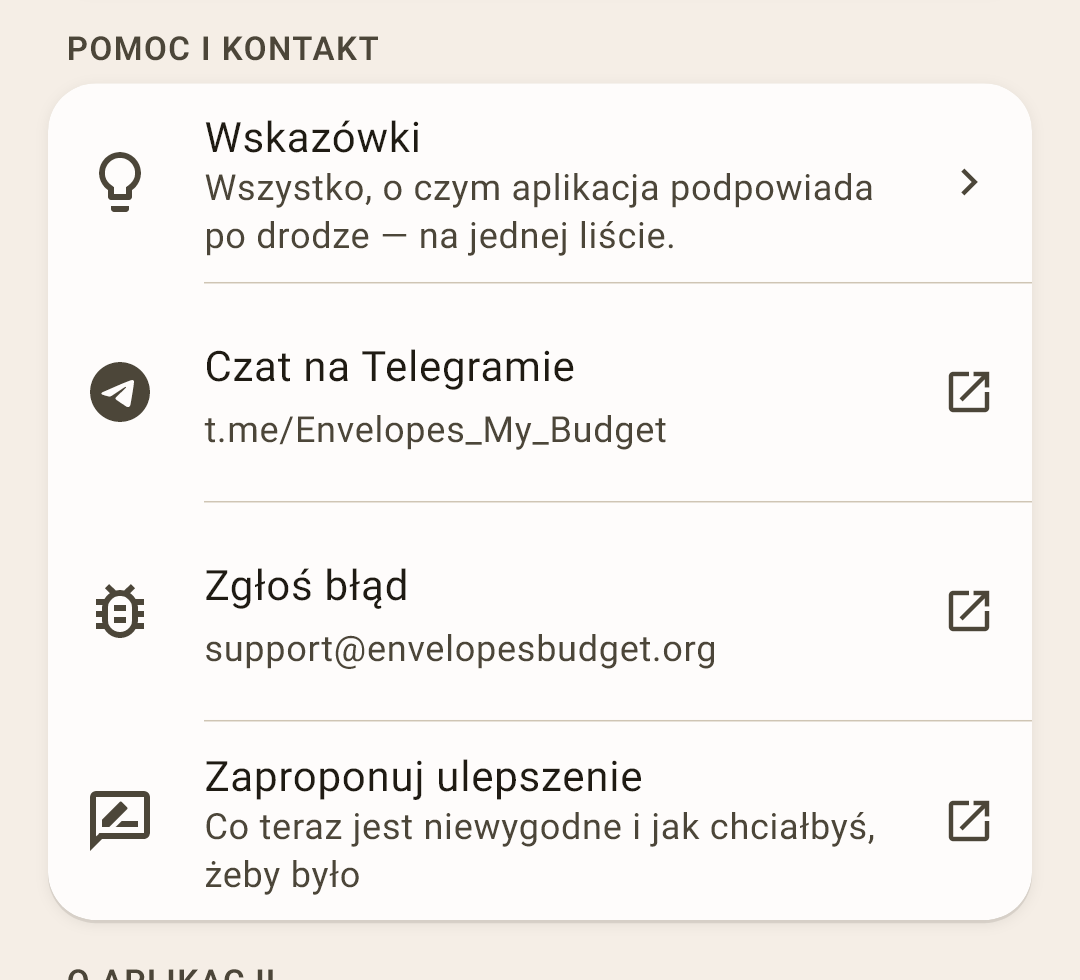 POMOC I KONTAKT
Wskazówki
Wszystko, o czym aplikacja podpowiada
po drodze — na jednej liście.
Czat na Telegramie
t.me/Envelopes_My_Budget
Zgłoś błąd
support@envelopesbudget.org
Zaproponuj ulepszenie
Co teraz jest niewygodne i jak chciałbyś,
żeby było
O APLIKACJI